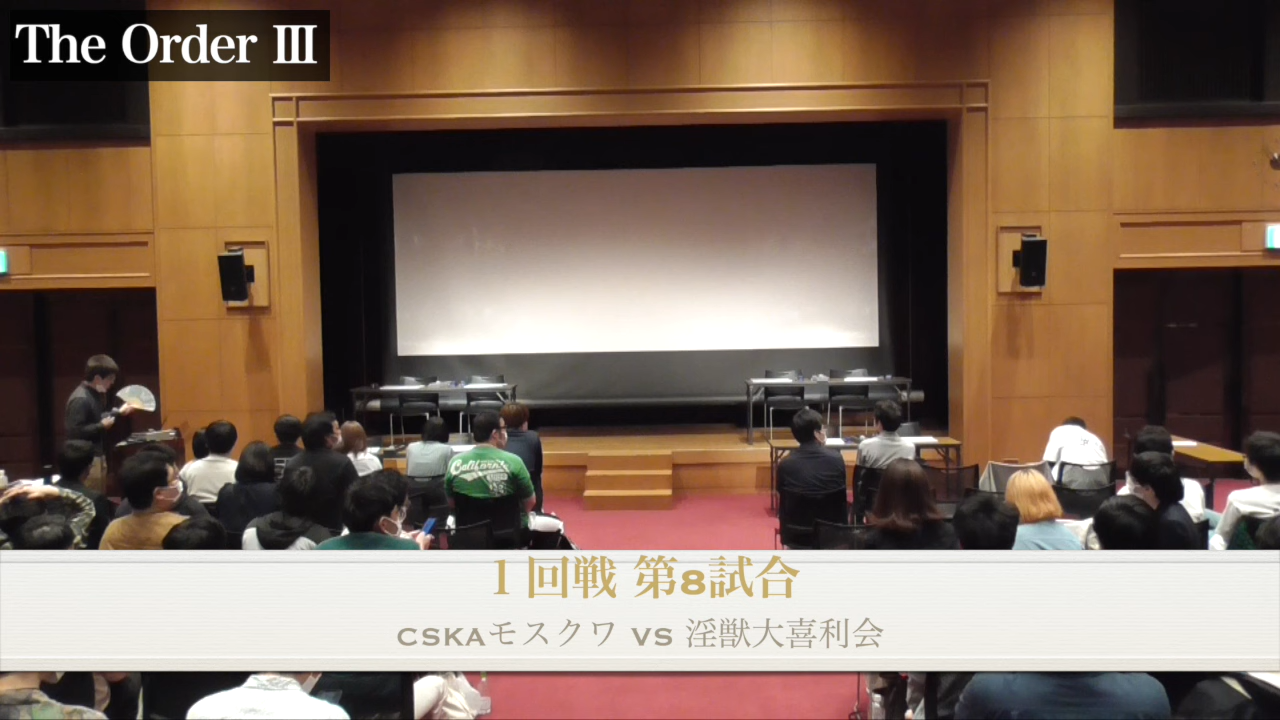 The Order Ⅲ
California
１回戦 第8試合
CSKAモスクワ vs 淫獣大喜利会